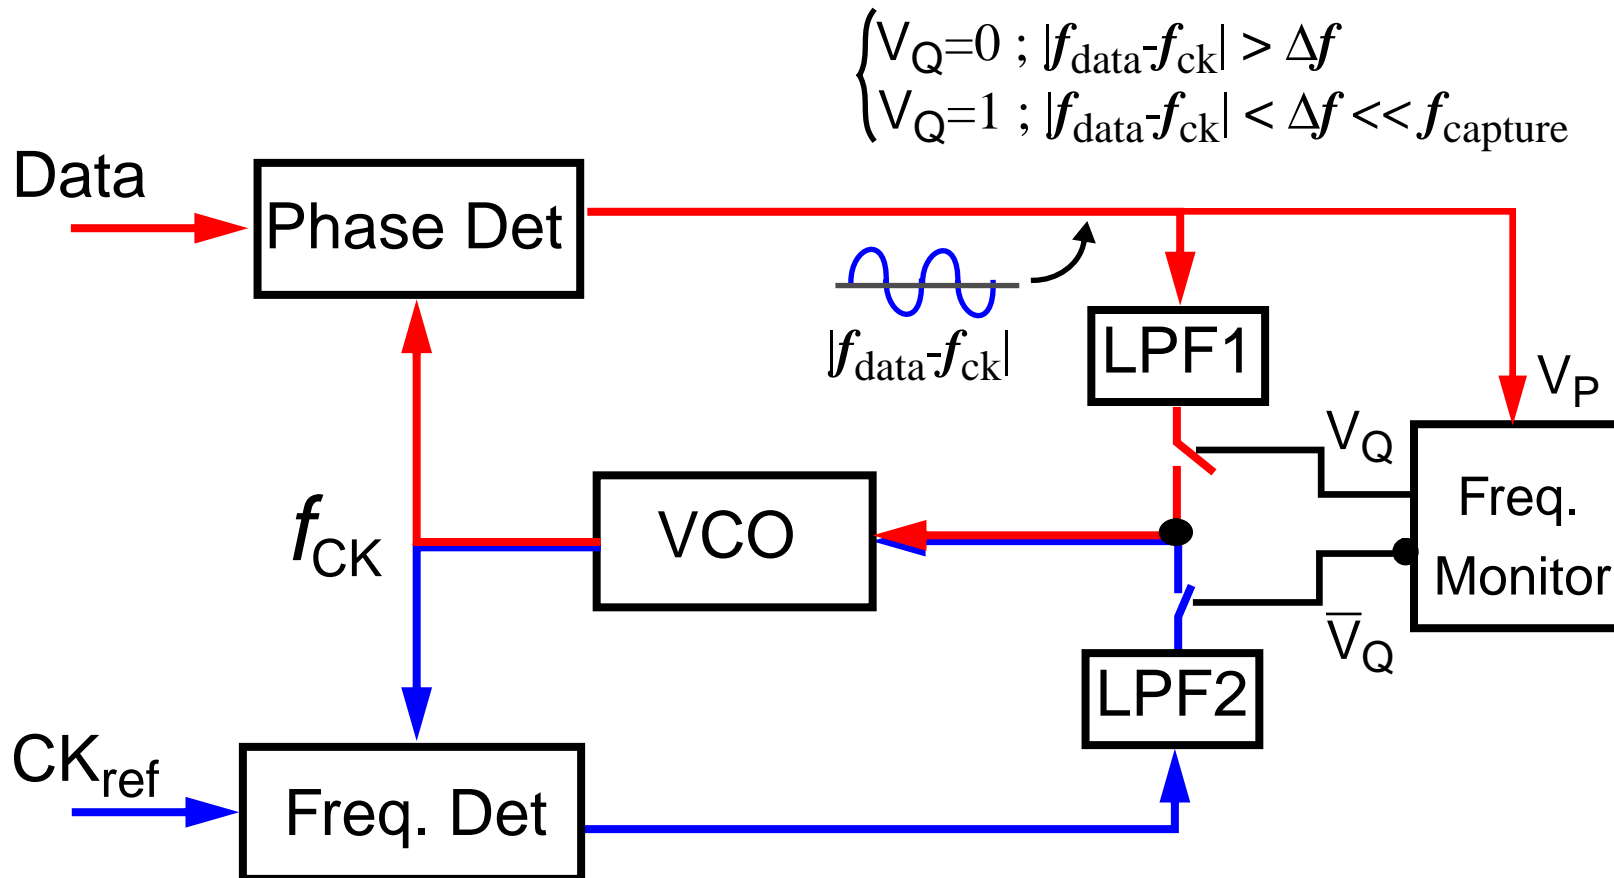 V_Q=0 ; |f_data-f_ck| > Δf
V_Q=1 ; |f_data-f_ck| < Δf << f_capture
Data
Phase Det
|f_data-f_ck|
LPF1
V_P
V_Q
Freq.
Monitor
f_CK
VCO
V̅_Q
LPF2
CK_ref
Freq. Det